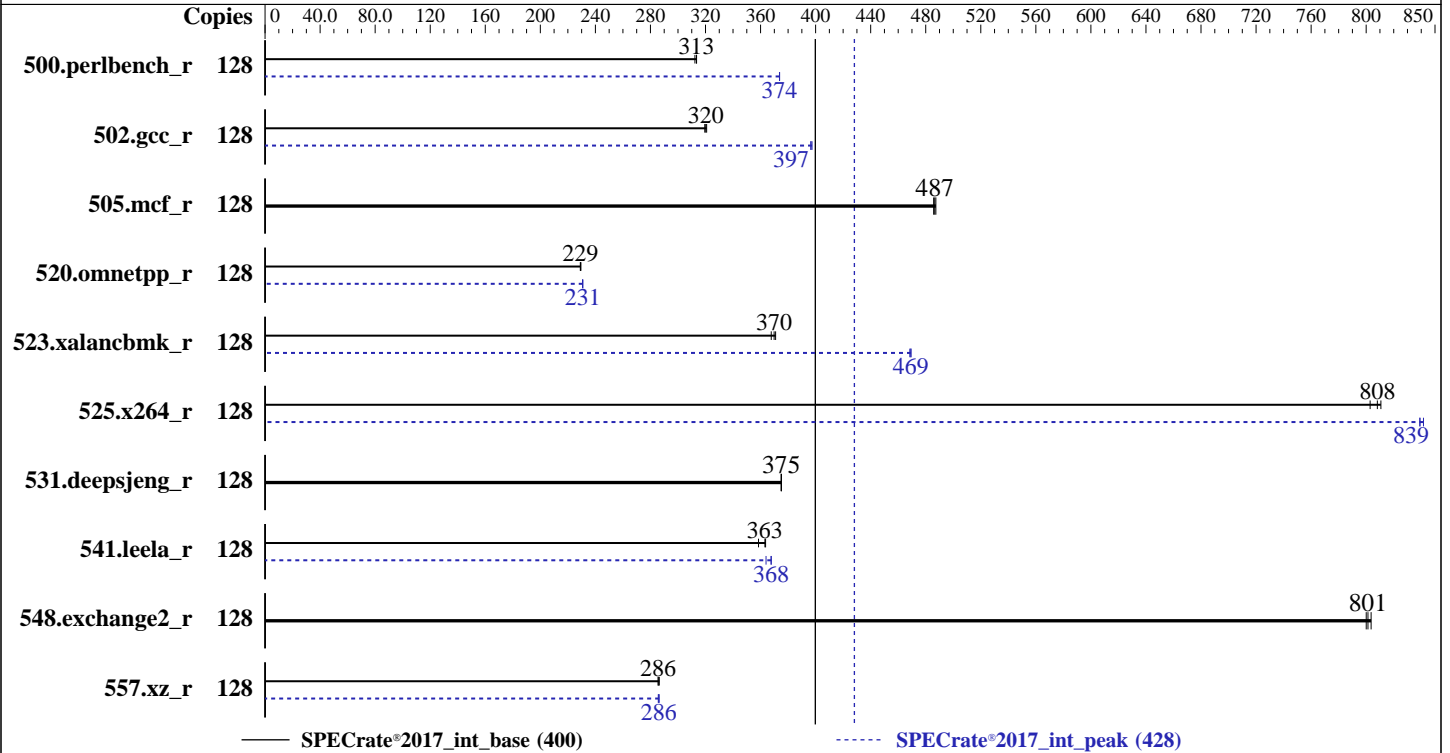 Copies 0 40.0 80.0 120 160 200 240 280 320 360 400 440 480 520 560 600 640 680 720 760 800 850
313
500.perlbench_r 128
374
320
502.gcc_r 128
397
487
505.mcf_r 128
229
520.omnetpp_r 128
231
370
523.xalancbmk_r 128
469
808
525.x264_r 128
839
375
531.deepsjeng_r 128
363
541.leela_r 128
368
801
548.exchange2_r 128
286
557.xz_r 128
286
SPECrate®2017_int_base (400) SPECrate®2017_int_peak (428)